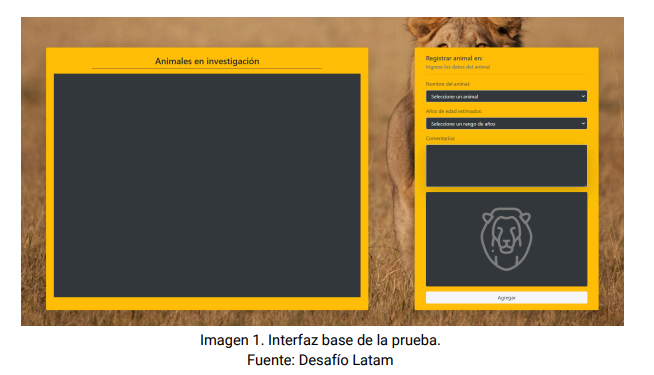 Animales en investigación
Registrar animal en:
Ingrese los datos del animal
Nombre del animal:
Seleccione un animal
Años de edad estimados:
Seleccione un rango de años
Comentarios:
Agregar
Imagen 1. Interfaz base de la prueba.
Fuente: Desafío Latam